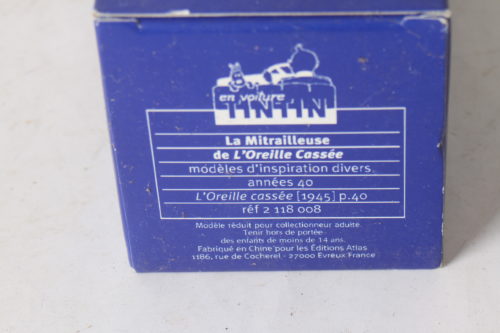 en voiture
TINTIN
La Mitrailleuse
de L'Oreille Cassée
modèles d'inspiration divers
années 40
L'Oreille cassée [1945] p.40
réf 2 118 008
Modèle réduit pour collectionneur adulte.
Tenir hors de portée
des enfants de moins de 14 ans.
Fabriqué en Chine pour les Éditions Atlas
1186, rue de Cocherel - 27000 Evreux France